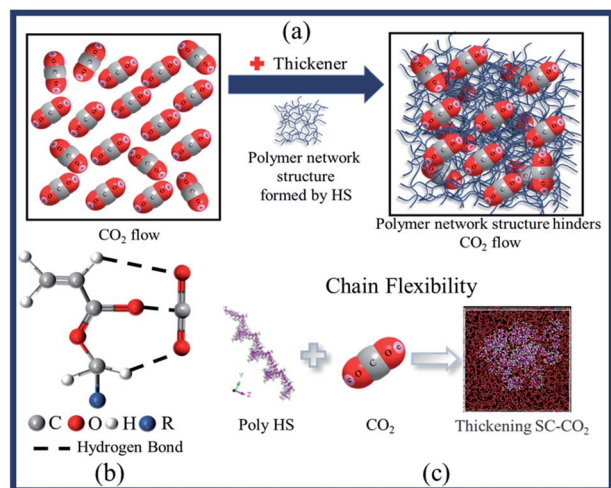 (a)
Thickener
Polymer network
structure
formed by HS
CO₂ flow
Polymer network structure hinders
CO₂ flow
C O H R
Hydrogen Bond
(b)
Chain Flexibility
Poly HS
O C O
CO₂
Thickening SC-CO₂
Y
Z
(c)